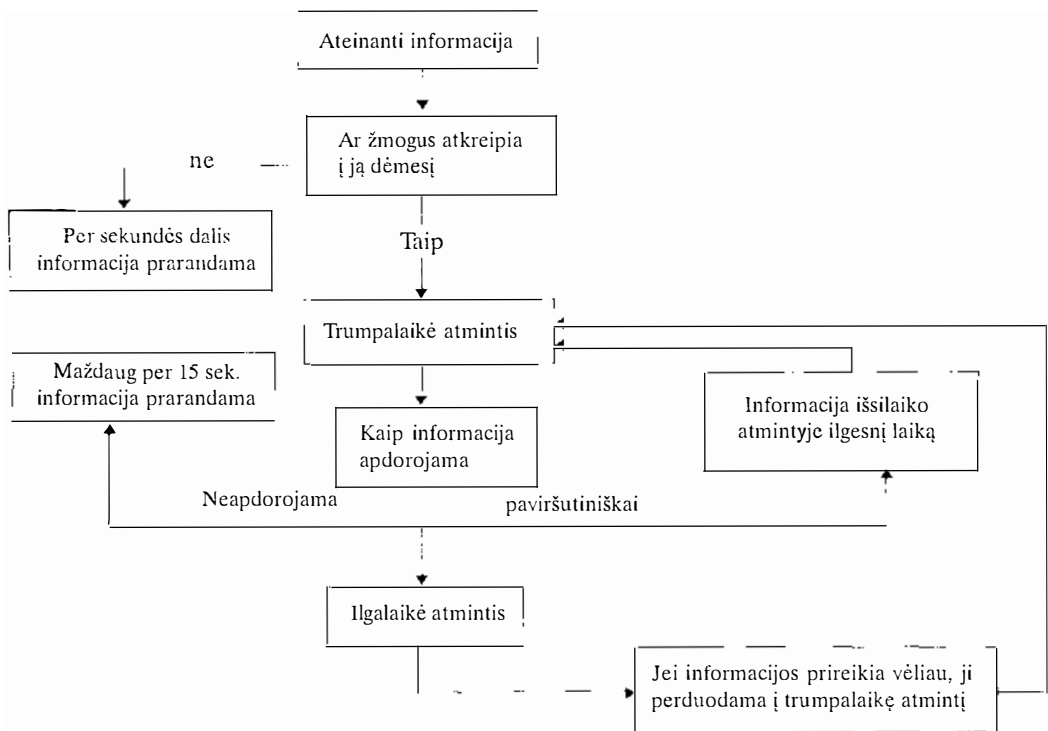 Ateinanti informacija
Ar žmogus atkreipia
į ją dėmesį
ne
Per sekundės dalis
informacija prarandama
Taip
Trumpalaikė atmintis
Maždaug per 15 sek.
informacija prarandama
Kaip informacija
apdorojama
Informacija išsilaiko
atmintyje ilgesnį laiką
Neapdorojama
paviršutiniškai
Ilgalaikė atmintis
Jei informacijos prireikia vėliau, ji
perduodama į trumpalaikę atmintį